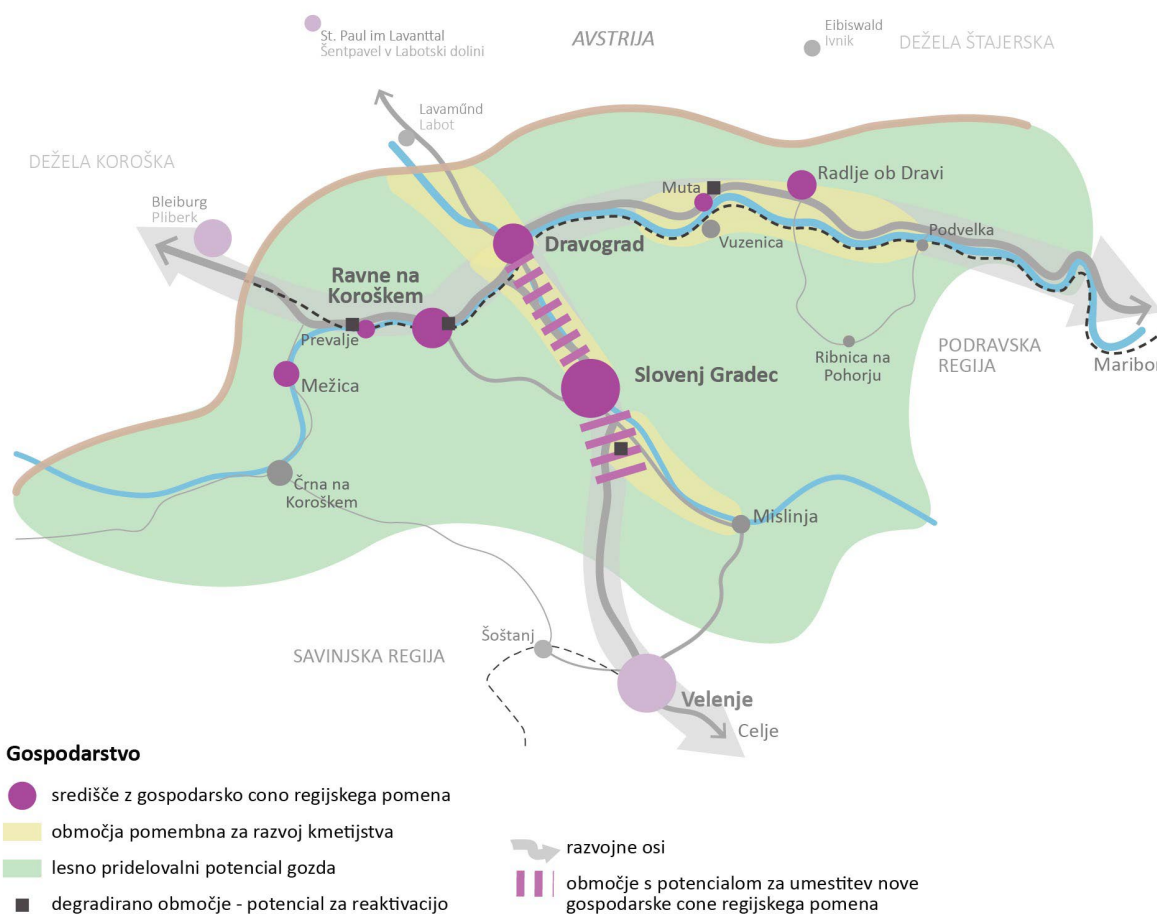 St. Paul im Lavanttal
Šentpavel v Labotski dolini
AVSTRIJA
Eibiswald
Ivnik
DEŽELA ŠTAJERSKA
Lavaműnd
Labot
DEŽELA KOROŠKA
Bleiburg
Pliberk
Muta
Radlje ob Dravi
Vuzenica
Podvelka
Dravograd
Ravne na
Koroškem
Prevalje
Mežica
Slovenj Gradec
Ribnica na
Pohorju
PODRAVSKA
REGIJA
Maribor
Črna na
Koroškem
Mislinja
Šoštanj
SAVINJSKA REGIJA
Velenje
Celje
Gospodarstvo
središče z gospodarsko cono regijskega pomena
območja pomembna za razvoj kmetijstva
lesno pridelovalni potencial gozda
degradirano območje - potencial za reaktivacijo
razvojne osi
območje s potencialom za umestitev nove
gospodarske cone regijskega pomena